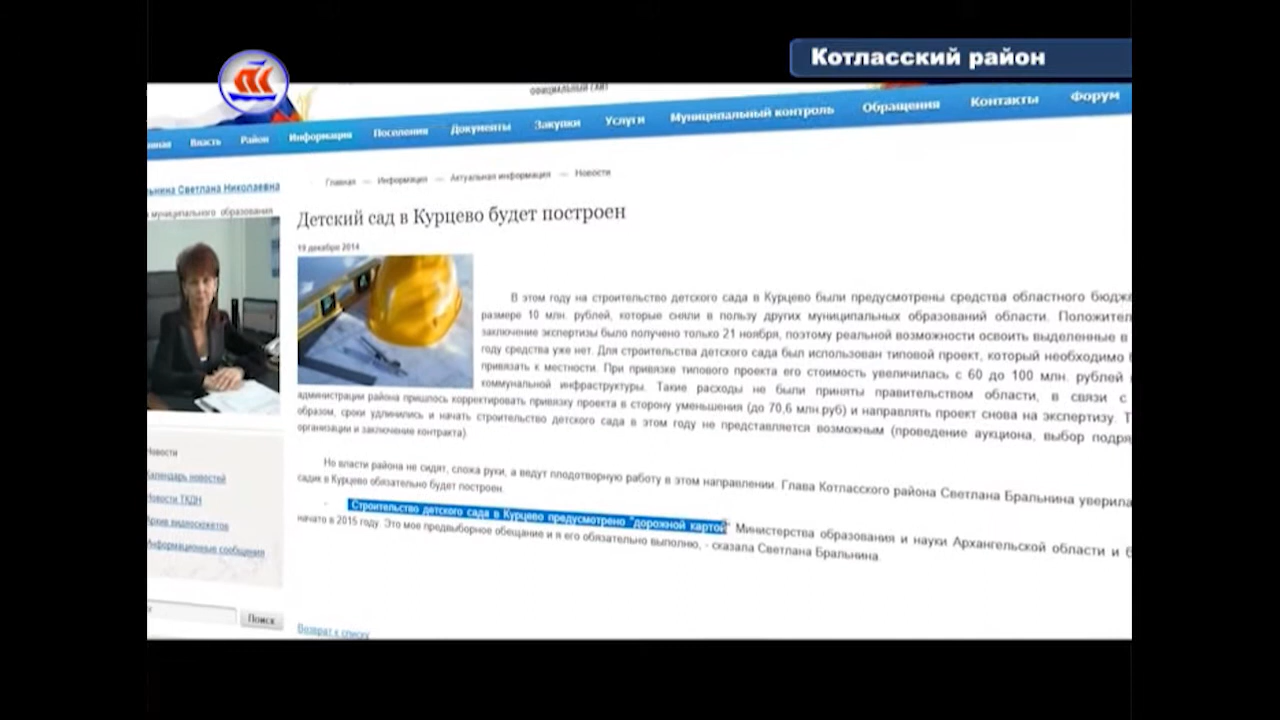 Котласский район
ОФИЦИАЛЬНЫЙ САЙТ
Власть Район Информация Поселения Документы Закупки Услуги Муниципальный контроль Обращения Контакты Форум
Главная — Информация — Актуальная информация — Новости
Светлана Николаевна
муниципального образования
Детский сад в Курцево будет построен
19 декабря 2014
В этом году на строительство детского сада в Курцево были предусмотрены средства областного
размере 10 млн. рублей, которые сняли в пользу других муниципальных образований области.
заключение экспертизы было получено только 21 ноября, поэтому реальной возможности освоить выделенные в
году средства уже нет. Для строительства детского сада был использован типовой проект, который необходимо
привязать к местности. При привязке типового проекта его стоимость увеличилась с 60 до 100 млн. рублей
коммунальной инфраструктуры. Такие расходы не были приняты правительством области, в связи с
администрации района пришлось корректировать привязку проекта в сторону уменьшения (до 70,6 млн.руб) и направлять проект снова на экспертизу.
образом, сроки удлинились и начать строительство детского сада в этом году не представляется возможным (проведение аукциона, выбор
организации и заключение контракта).
Но власти района не сидят, сложа руки, а ведут плодотворную работу в этом направлении. Глава Котласского района Светлана Бральнина
садик в Курцево обязательно будет построен.
- Строительство детского сада в Курцево предусмотрено "дорожной картой" Министерства образования и науки Архангельской области и
начато в 2015 году. Это мое предвыборное обещание и я его обязательно выполню, - сказала Светлана Бральнина.
Новости
Календарь новостей
Новости ТКДН
Архив видеосюжетов
Информационные сообщения
Поиск
Возврат к списку